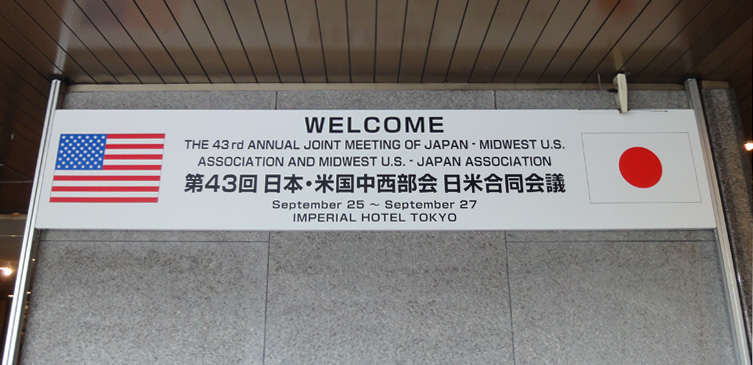 WELCOME
THE 43rd ANNUAL JOINT MEETING OF JAPAN - MIDWEST U.S.
ASSOCIATION AND MIDWEST U.S. - JAPAN ASSOCIATION
第43回 日本・米国中西部会 日米合同会議
September 25 ～ September 27
IMPERIAL HOTEL TOKYO